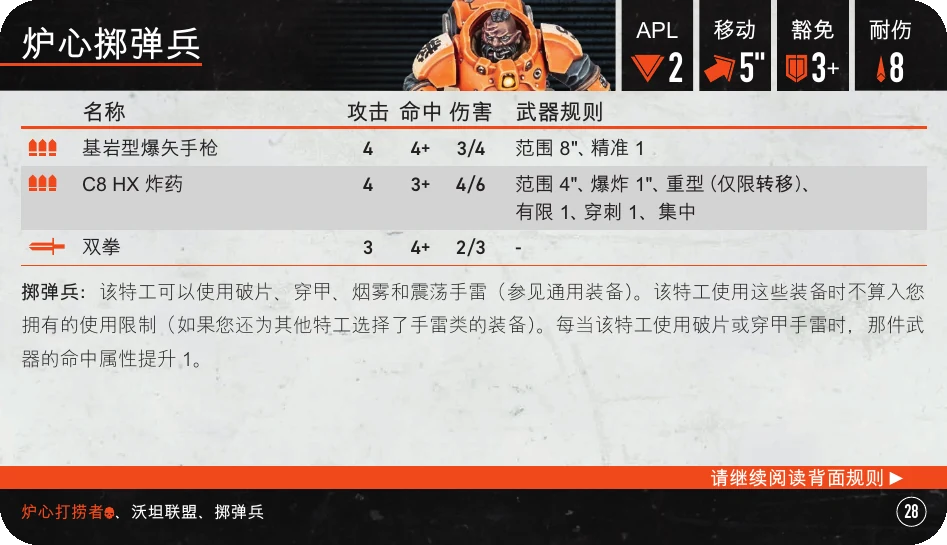 炉心掷弹兵
APL 移动 豁免 耐伤
2 5" 3+ 8
名称 攻击 命中 伤害 武器规则
基岩型爆矢手枪 4 4+ 3/4 范围 8"、精准 1
C8 HX 炸药 4 3+ 4/6 范围 4"、爆炸 1"、重型（仅限转移）、
有限 1、穿刺 1、集中
双拳 3 4+ 2/3 -
掷弹兵：该特工可以使用破片、穿甲、烟雾和震荡手雷（参见通用装备）。该特工使用这些装备时不算入您
拥有的使用限制（如果您还为其他特工选择了手雷类的装备）。每当该特工使用破片或穿甲手雷时，那件武
器的命中属性提升 1。
请继续阅读背面规则 ▶
炉心打捞者、沃坦联盟、掷弹兵
28